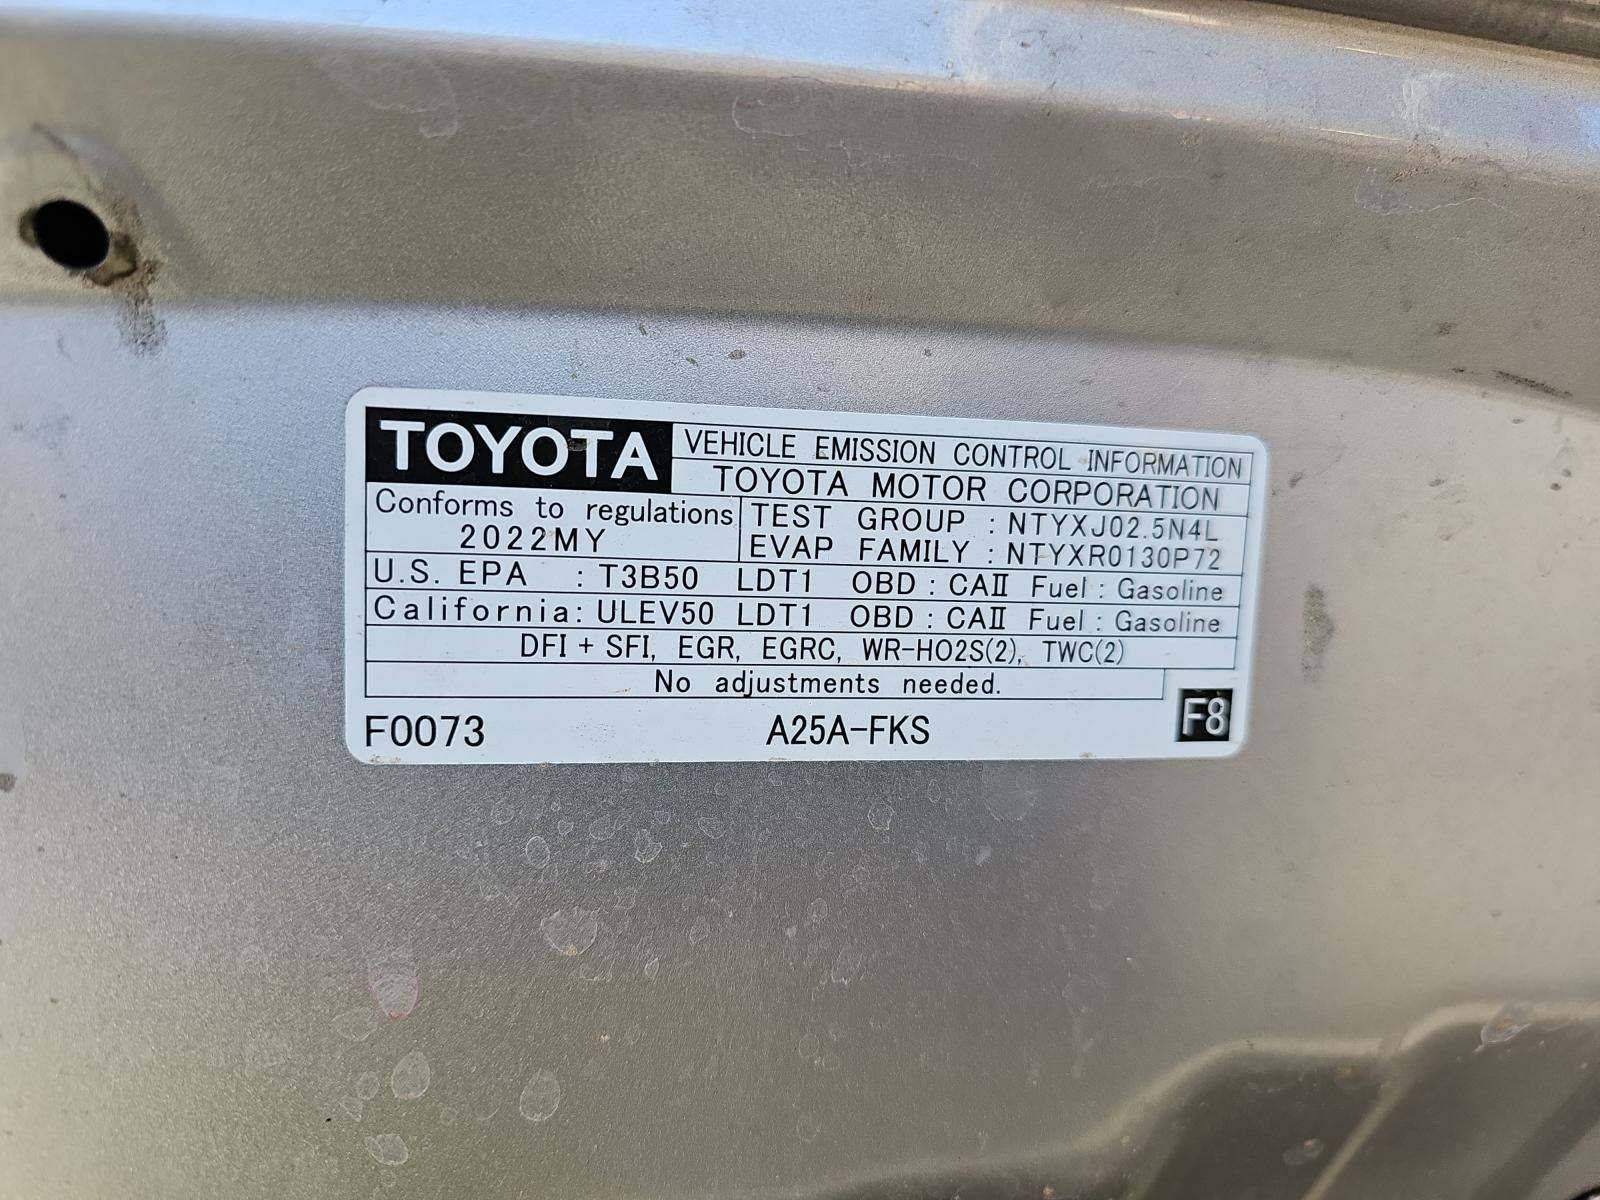 TOYOTA VEHICLE EMISSION CONTROL INFORMATION
TOYOTA MOTOR CORPORATION
Conforms to regulations TEST GROUP : NTYXJ02.5N4L
2022MY EVAP FAMILY : NTYXR0130P72
U.S. EPA : T3B50 LDT1 OBD : CAⅡ Fuel : Gasoline
California: ULEV50 LDT1 OBD : CAⅡ Fuel : Gasoline
DFI + SFI, EGR, EGRC, WR-HO2S(2), TWC(2)
No adjustments needed.
F0073 A25A-FKS F8